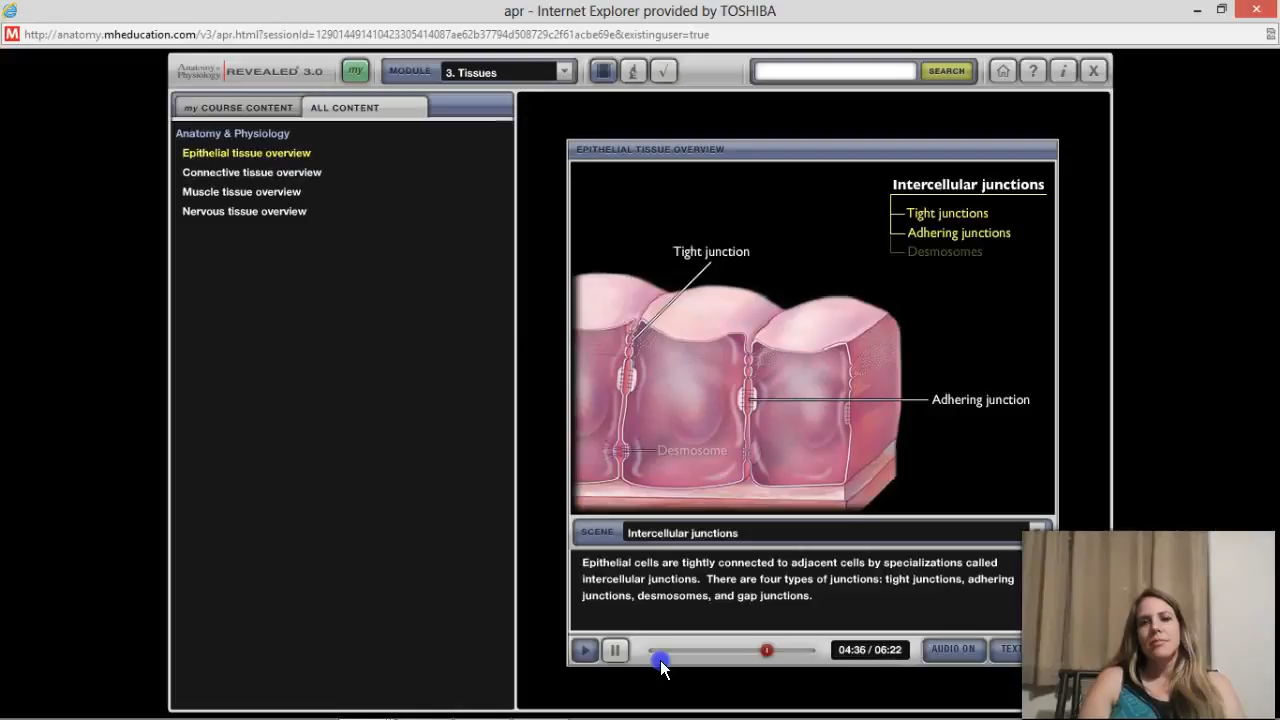 apr - Internet Explorer provided by TOSHIBA
M http://anatomy.mheducation.com/v3/apr.html?sessionId=129014491410423305414087ae62b37794d508729c2f61acbe69e&existinguser=true
Anatomy & Physiology | REVEALED® 3.0 my MODULE 3. Tissues √ SEARCH ? i X
my COURSE CONTENT ALL CONTENT
Anatomy & Physiology
Epithelial tissue overview
Connective tissue overview
Muscle tissue overview
Nervous tissue overview
EPITHELIAL TISSUE OVERVIEW
Intercellular junctions
Tight junctions
Adhering junctions
Desmosomes
Tight junction
Adhering junction
Desmosome
SCENE Intercellular junctions
Epithelial cells are tightly connected to adjacent cells by specializations called
intercellular junctions. There are four types of junctions: tight junctions, adhering
junctions, desmosomes, and gap junctions.
04:36 / 06:22 AUDIO ON TEXT